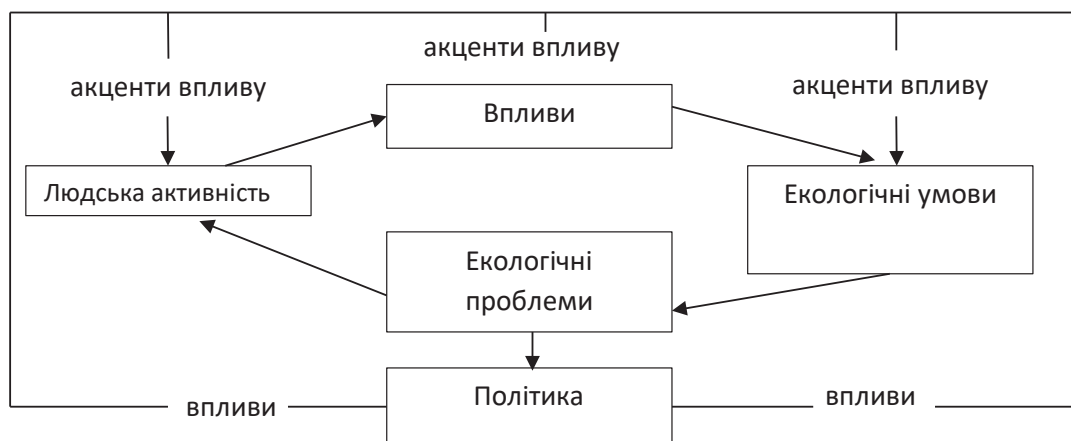 акценти впливу
акценти впливу
акценти впливу
Впливи
Людська активність
Екологічні умови
Екологічні
проблеми
Політика
впливи
впливи